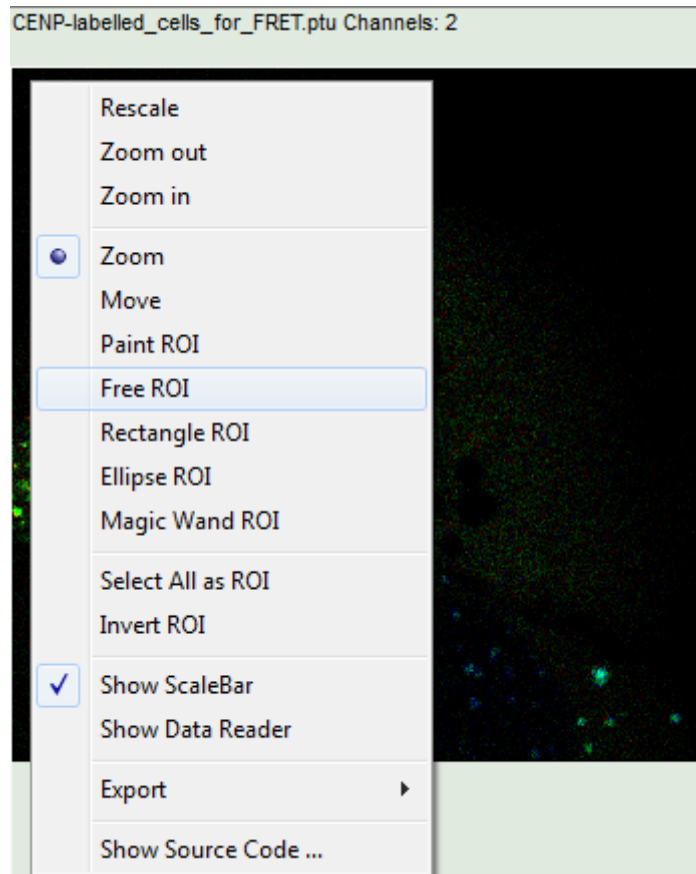 CENP-labelled_cells_for_FRET.ptu Channels: 2
Rescale
Zoom out
Zoom in
Zoom
Move
Paint ROI
Free ROI
Rectangle ROI
Ellipse ROI
Magic Wand ROI
Select All as ROI
Invert ROI
Show ScaleBar
Show Data Reader
Export
Show Source Code ...